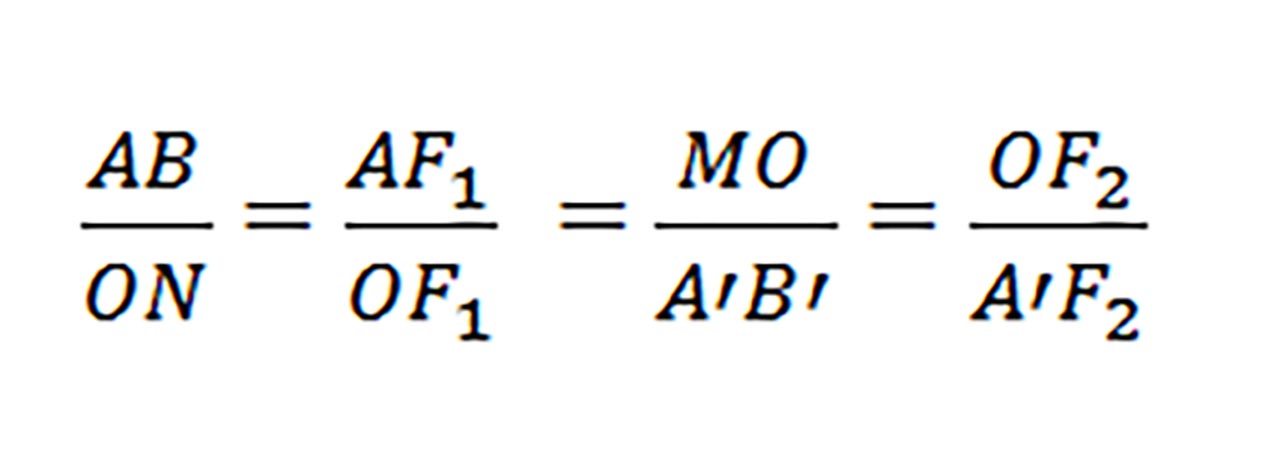 AB/ON = AF₁/OF₁ = MO/A′B′ = OF₂/A′F₂